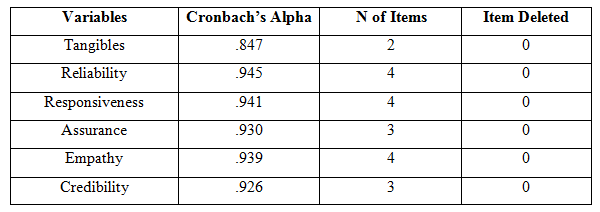 Variables Cronbach's Alpha N of Items Item Deleted
Tangibles .847 2 0
Reliability .945 4 0
Responsiveness .941 4 0
Assurance .930 3 0
Empathy .939 4 0
Credibility .926 3 0